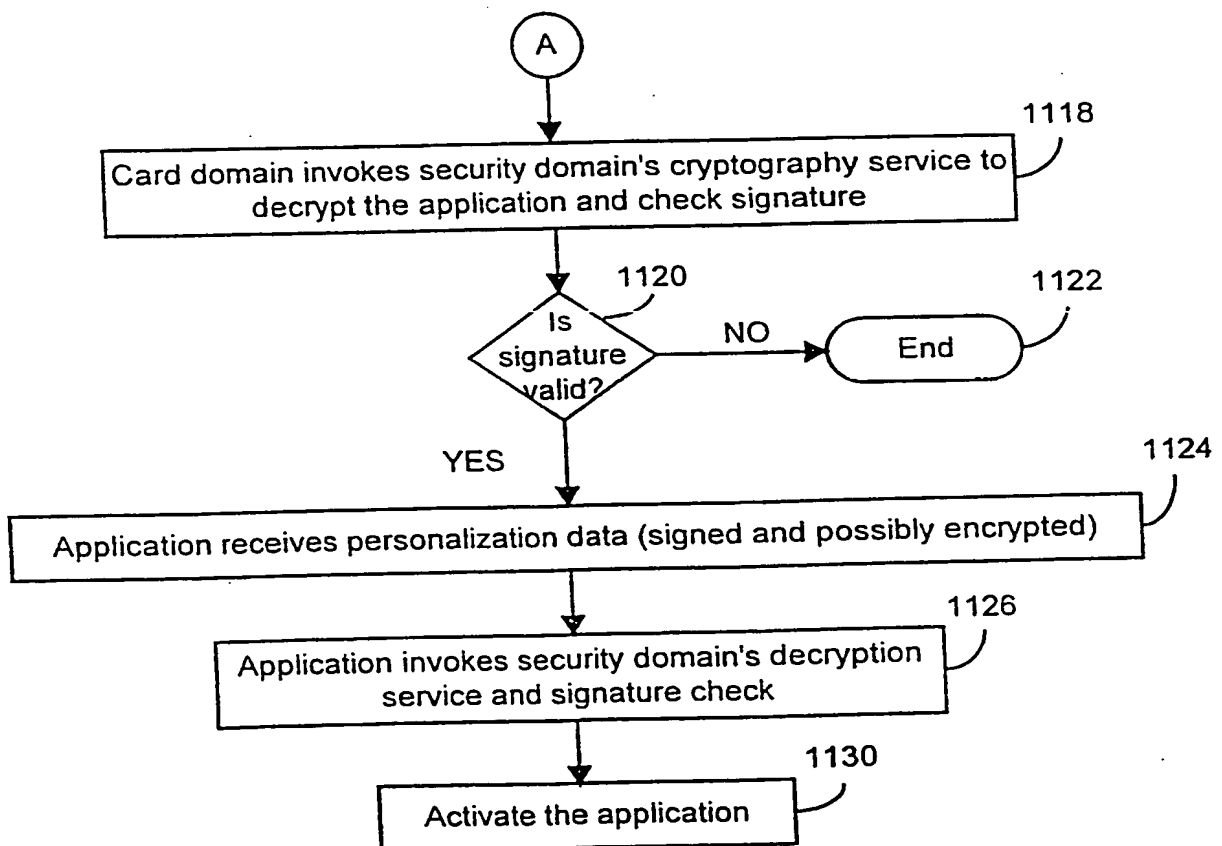 A
1118
Card domain invokes security domain's cryptography service to
decrypt the application and check signature
1120
Is
signature
valid?
NO
1122
End
YES
1124
Application receives personalization data (signed and possibly encrypted)
1126
Application invokes security domain's decryption
service and signature check
1130
Activate the application